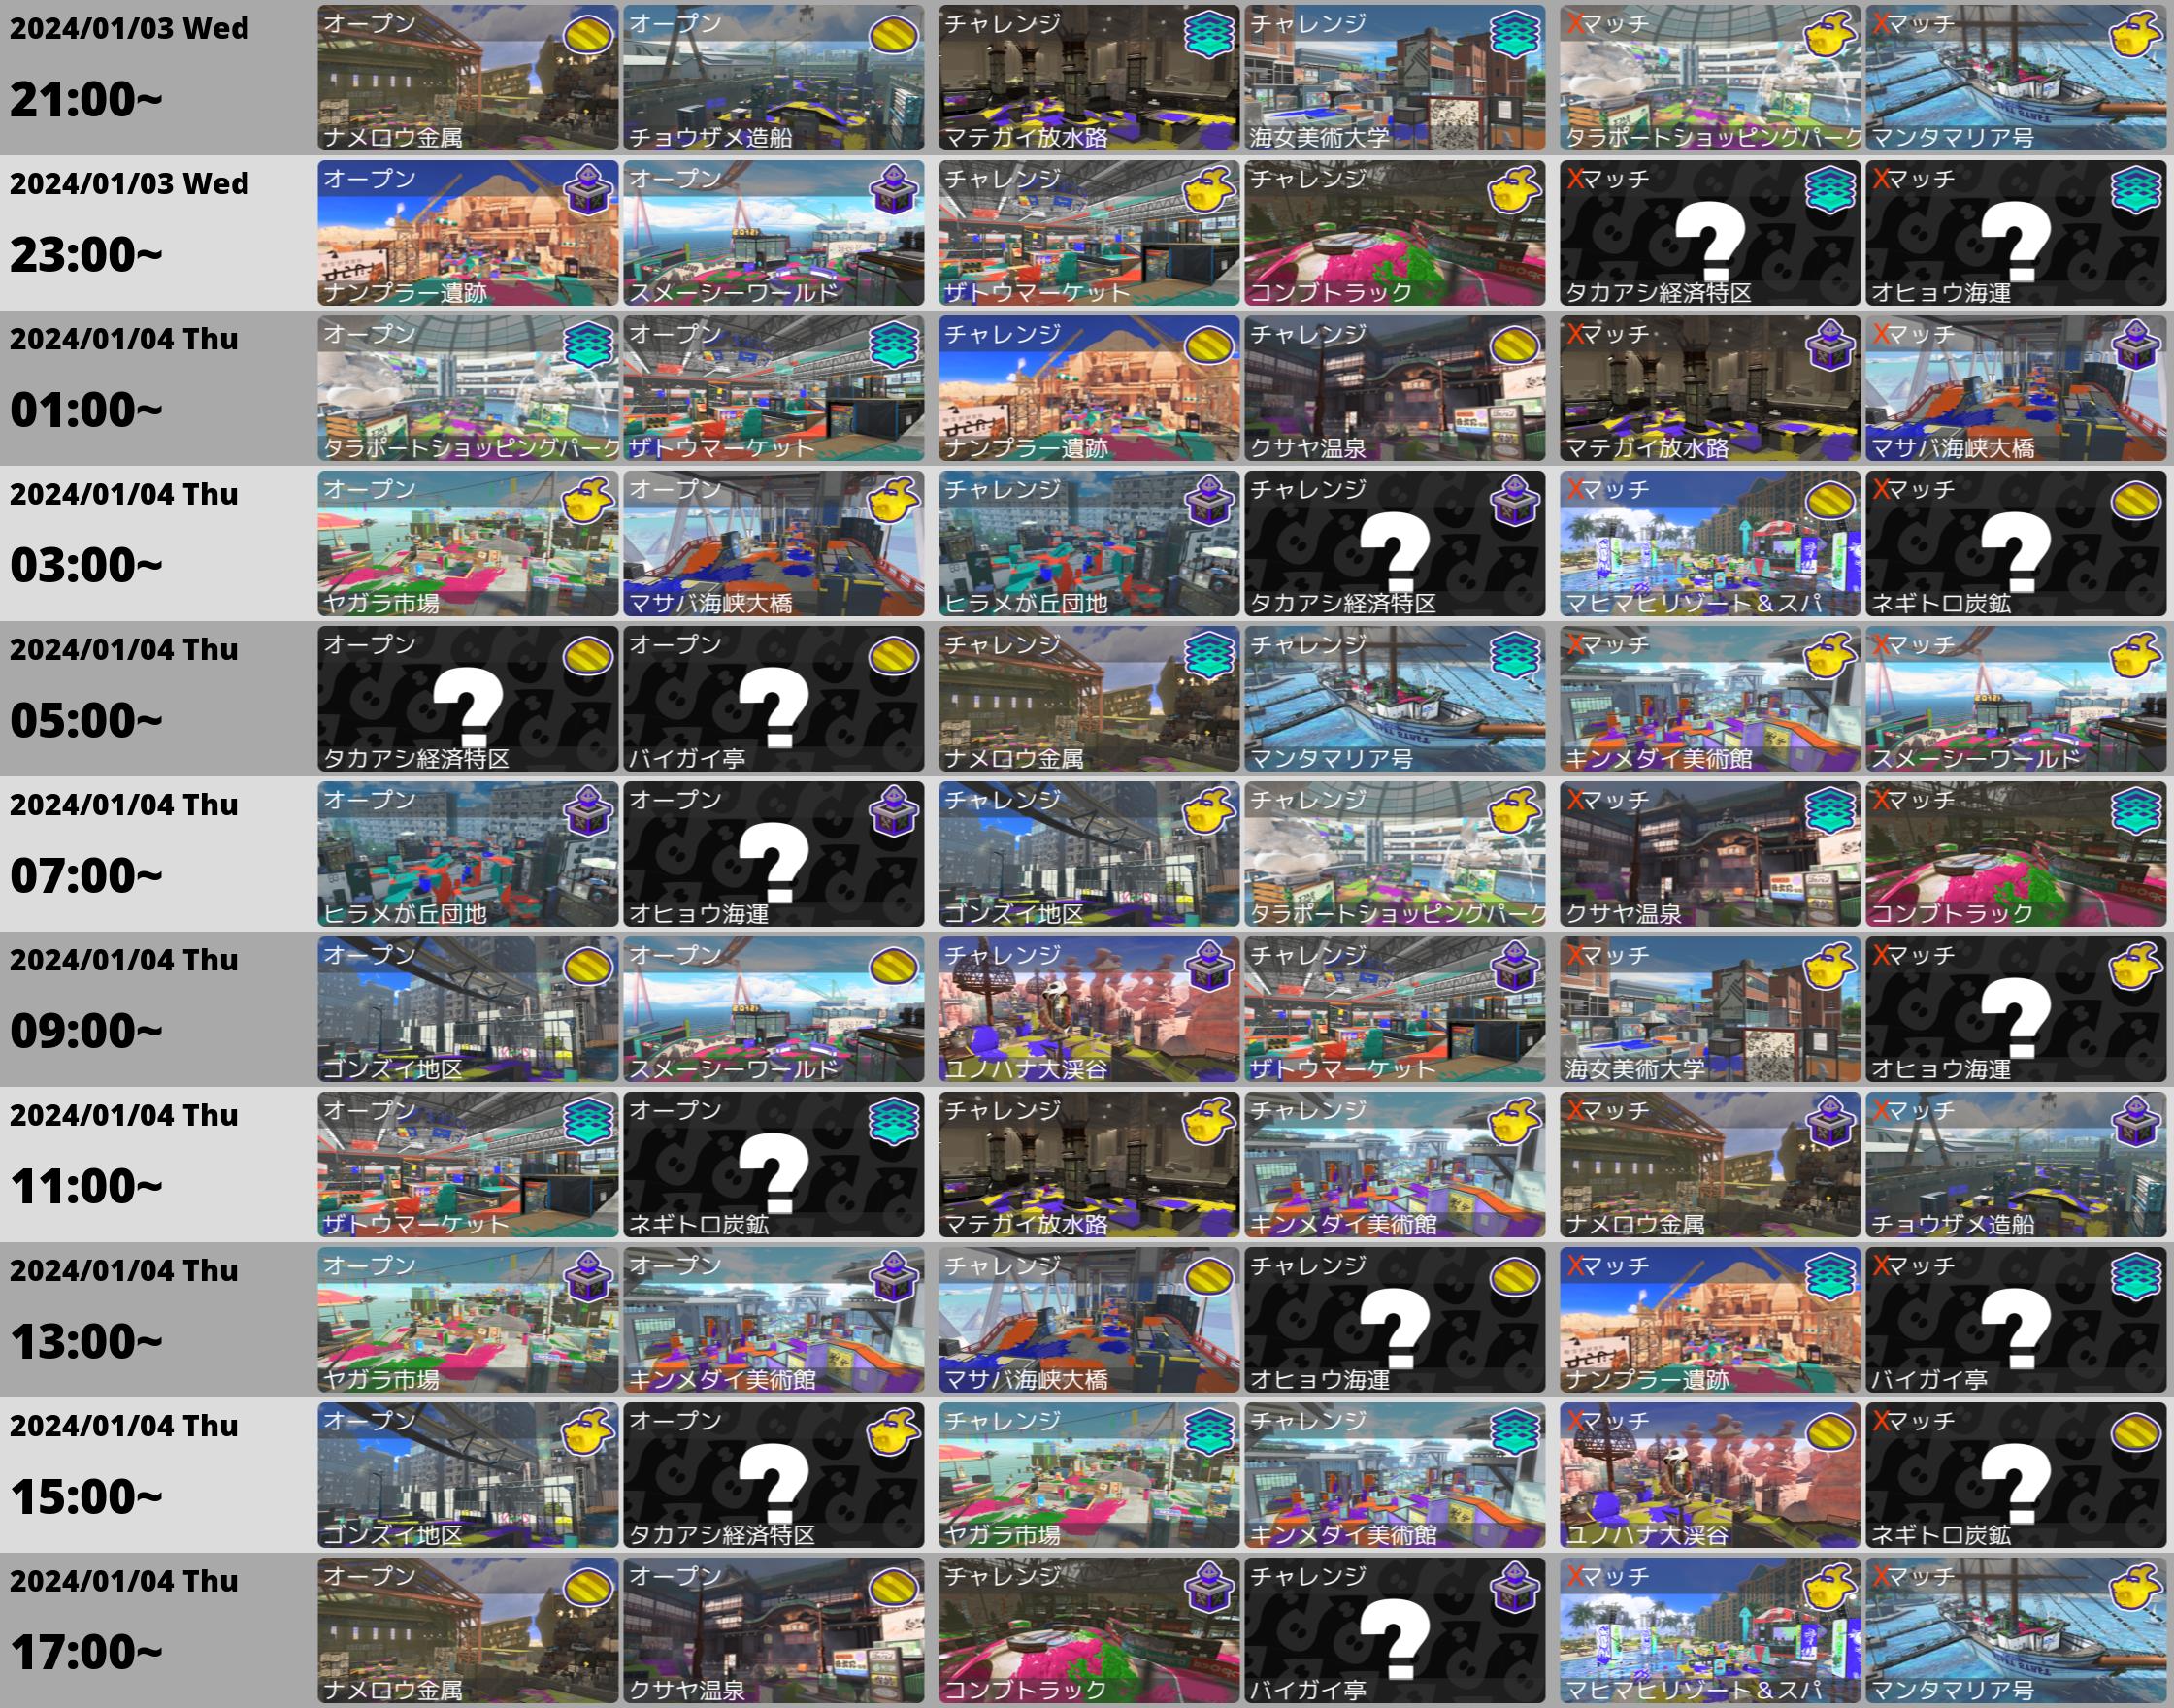 2024/01/03 Wed
21:00~
オープン
ナメロウ金属
オープン
チョウザメ造船
チャレンジ
マテガイ放水路
チャレンジ
海女美術大学
Xマッチ
タラポートショッピングパーク
Xマッチ
マンタマリア号
2024/01/03 Wed
23:00~
オープン
ナンプラー遺跡
オープン
スメーシーワールド
チャレンジ
ザトウマーケット
チャレンジ
コンブトラック
Xマッチ
?
タカアシ経済特区
Xマッチ
?
オヒョウ海運
2024/01/04 Thu
01:00~
オープン
タラポートショッピングパーク
オープン
ザトウマーケット
チャレンジ
ナンプラー遺跡
チャレンジ
クサヤ温泉
Xマッチ
マテガイ放水路
Xマッチ
マサバ海峡大橋
2024/01/04 Thu
03:00~
オープン
ヤガラ市場
オープン
マサバ海峡大橋
チャレンジ
ヒラメが丘団地
チャレンジ
?
タカアシ経済特区
Xマッチ
マヒマヒリゾート&スパ
Xマッチ
?
ネギトロ炭鉱
2024/01/04 Thu
05:00~
オープン
?
タカアシ経済特区
オープン
?
バイガイ亭
チャレンジ
ナメロウ金属
チャレンジ
マンタマリア号
Xマッチ
キンメダイ美術館
Xマッチ
スメーシーワールド
2024/01/04 Thu
07:00~
オープン
ヒラメが丘団地
オープン
?
オヒョウ海運
チャレンジ
ゴンズイ地区
チャレンジ
タラポートショッピングパーク
Xマッチ
クサヤ温泉
Xマッチ
コンブトラック
2024/01/04 Thu
09:00~
オープン
ゴンズイ地区
オープン
スメーシーワールド
チャレンジ
ユノハナ大渓谷
チャレンジ
ザトウマーケット
Xマッチ
海女美術大学
Xマッチ
?
オヒョウ海運
2024/01/04 Thu
11:00~
オープン
ザトウマーケット
オープン
?
ネギトロ炭鉱
チャレンジ
マテガイ放水路
チャレンジ
キンメダイ美術館
Xマッチ
ナメロウ金属
Xマッチ
チョウザメ造船
2024/01/04 Thu
13:00~
オープン
ヤガラ市場
オープン
キンメダイ美術館
チャレンジ
マサバ海峡大橋
チャレンジ
?
オヒョウ海運
Xマッチ
ナンプラー遺跡
Xマッチ
?
バイガイ亭
2024/01/04 Thu
15:00~
オープン
ゴンズイ地区
オープン
?
タカアシ経済特区
チャレンジ
ヤガラ市場
チャレンジ
キンメダイ美術館
Xマッチ
ユノハナ大渓谷
Xマッチ
?
ネギトロ炭鉱
2024/01/04 Thu
17:00~
オープン
ナメロウ金属
オープン
クサヤ温泉
チャレンジ
コンブトラック
チャレンジ
?
バイガイ亭
Xマッチ
マヒマヒリゾート&スパ
Xマッチ
マンタマリア号